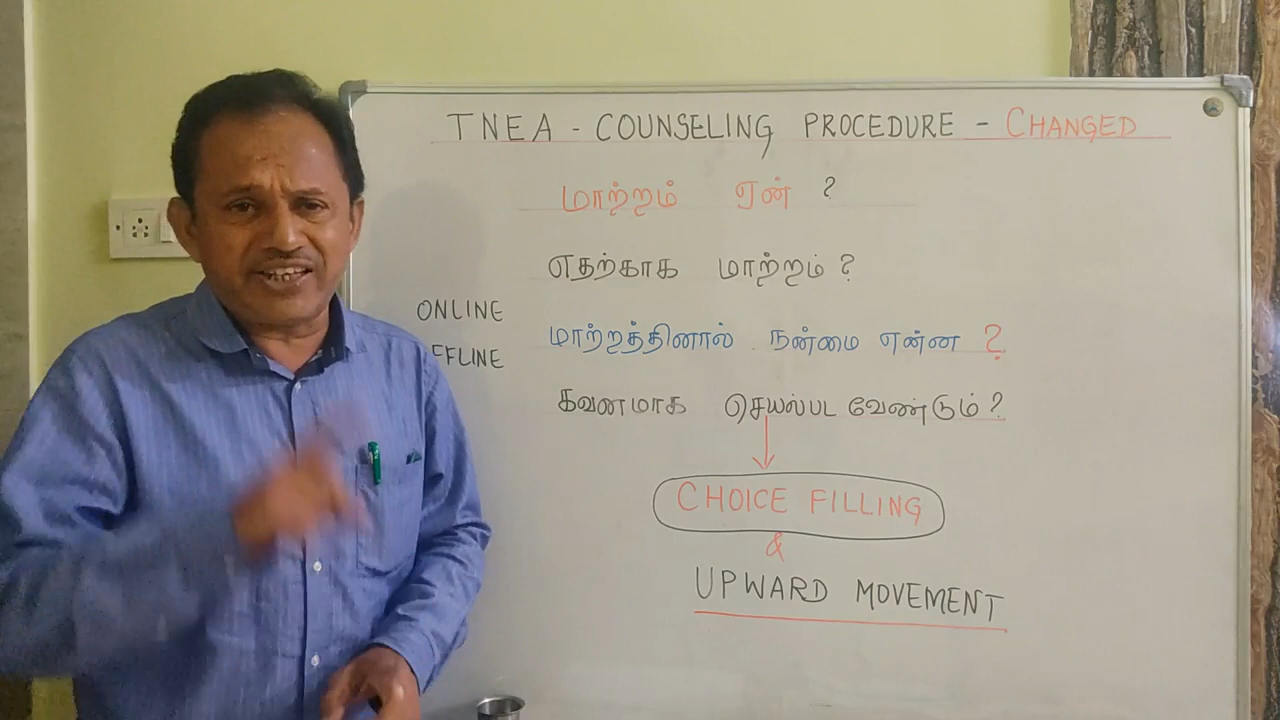 TNEA - COUNSELING PROCEDURE - CHANGED
மாற்றம் ஏன் ?
எதற்காக மாற்றம் ?
ONLINE
மாற்றத்தினால் நன்மை என்ன ?
FFLINE
கவனமாக செயல்பட வேண்டும் ?
CHOICE FILLING
&
UPWARD MOVEMENT